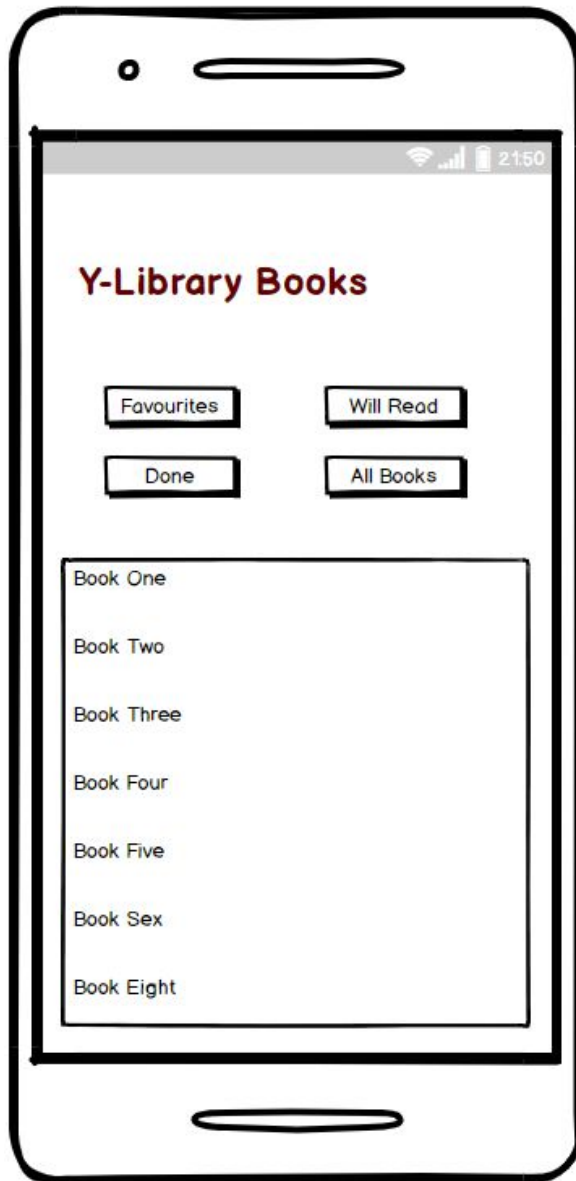 21:50
Y-Library Books
Favourites Will Read
Done All Books
Book One
Book Two
Book Three
Book Four
Book Five
Book Sex
Book Eight